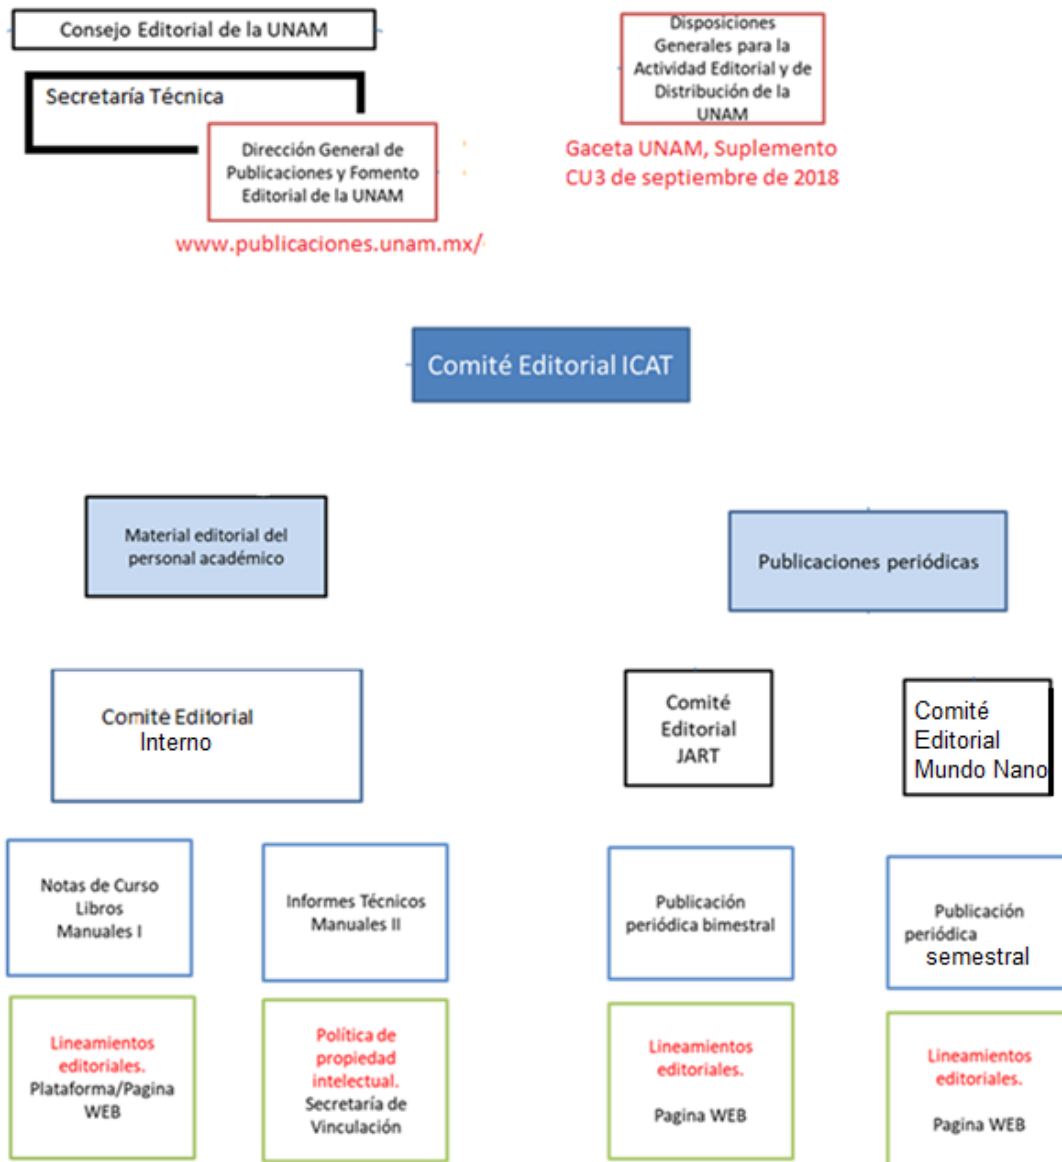 Consejo Editorial de la UNAM
Secretaría Técnica
Dirección General de
Publicaciones y Fomento
Editorial de la UNAM
www.publicaciones.unam.mx/
Disposiciones
Generales para la
Actividad Editorial y de
Distribución de la
UNAM
Gaceta UNAM, Suplemento
CU3 de septiembre de 2018
Comité Editorial ICAT
Material editorial del
personal académico
Publicaciones periódicas
Comité Editorial
Interno
Comité
Editorial
JART
Comité
Editorial
Mundo Nano
Notas de Curso
Libros
Manuales I
Informes Técnicos
Manuales II
Publicación
periódica bimestral
Publicación
periódica
semestral
Lineamientos
editoriales.
Plataforma/Pagina
WEB
Política de
propiedad
intelectual.
Secretaría de
Vinculación
Lineamientos
editoriales.
Pagina WEB
Lineamientos
editoriales.
Pagina WEB